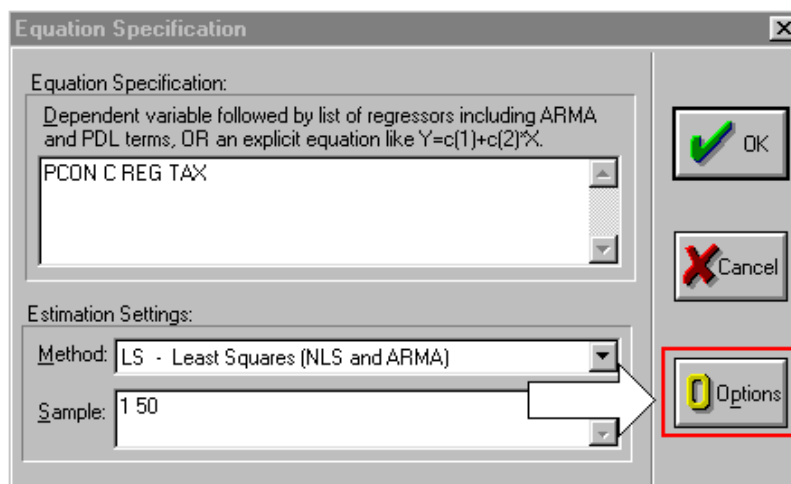 Equation Specification
Equation Specification:
Dependent variable followed by list of regressors including ARMA
and PDL terms, OR an explicit equation like Y=c(1)+c(2)*X.
PCON C REG TAX
OK
Cancel
Estimation Settings:
Method: LS - Least Squares (NLS and ARMA)
Sample: 1 50
Options